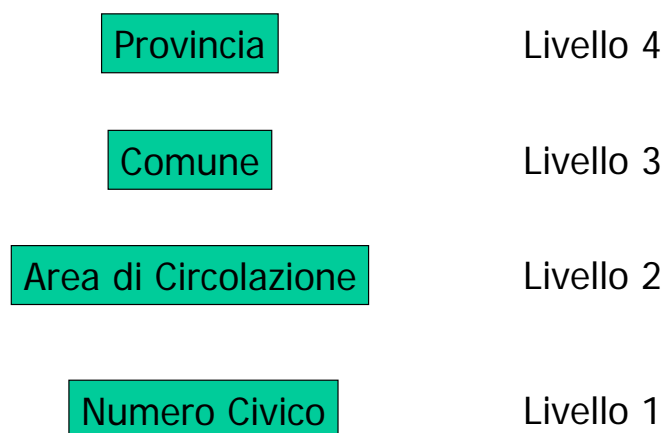 Provincia Livello 4
Comune Livello 3
Area di Circolazione Livello 2
Numero Civico Livello 1